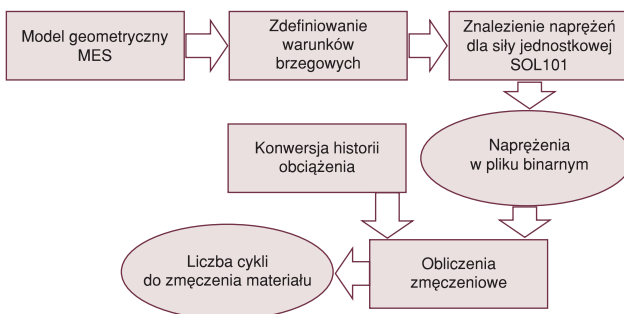 Model geometryczny
MES
Zdefiniowanie
warunków
brzegowych
Znalezienie naprężeń
dla siły jednostkowej
SOL101
Naprężenia
w pliku binarnym
Konwersja historii
obciążenia
Obliczenia
zmęczeniowe
Liczba cykli
do zmęczenia materiału